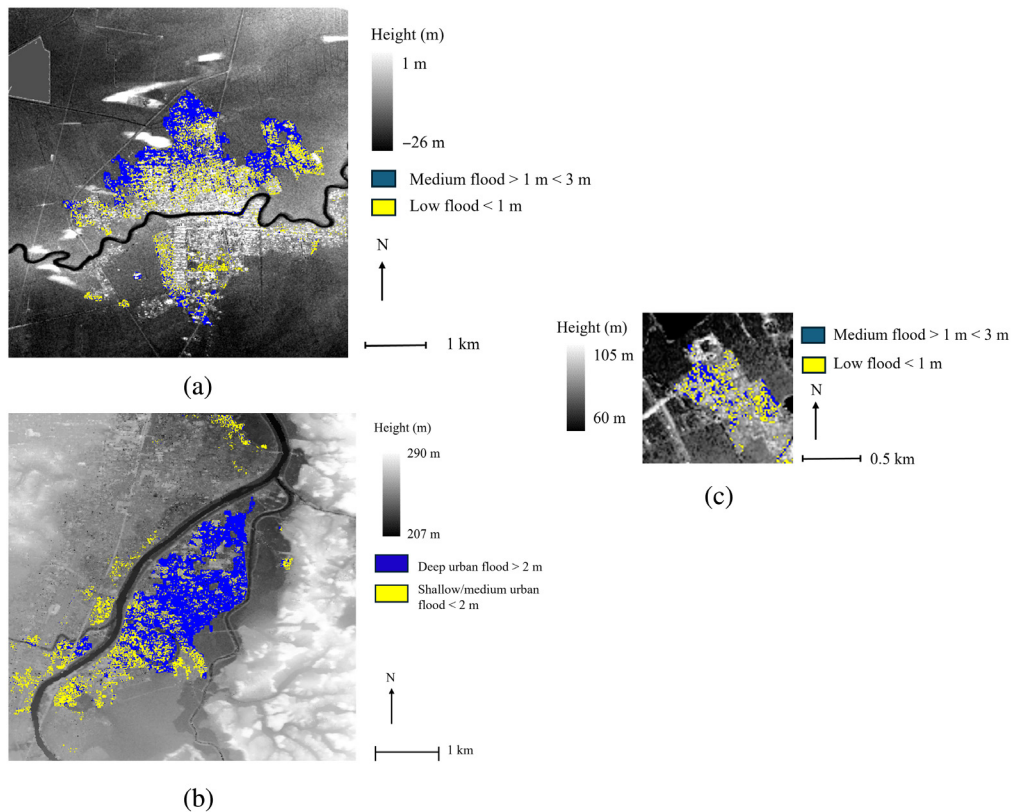 Height (m)
1 m
−26 m
Medium flood > 1 m < 3 m
Low flood < 1 m
N
1 km
(a)
Height (m)
290 m
207 m
Deep urban flood > 2 m
Shallow/medium urban
flood < 2 m
N
1 km
(b)
Height (m)
105 m
60 m
Medium flood > 1 m < 3 m
Low flood < 1 m
N
0.5 km
(c)